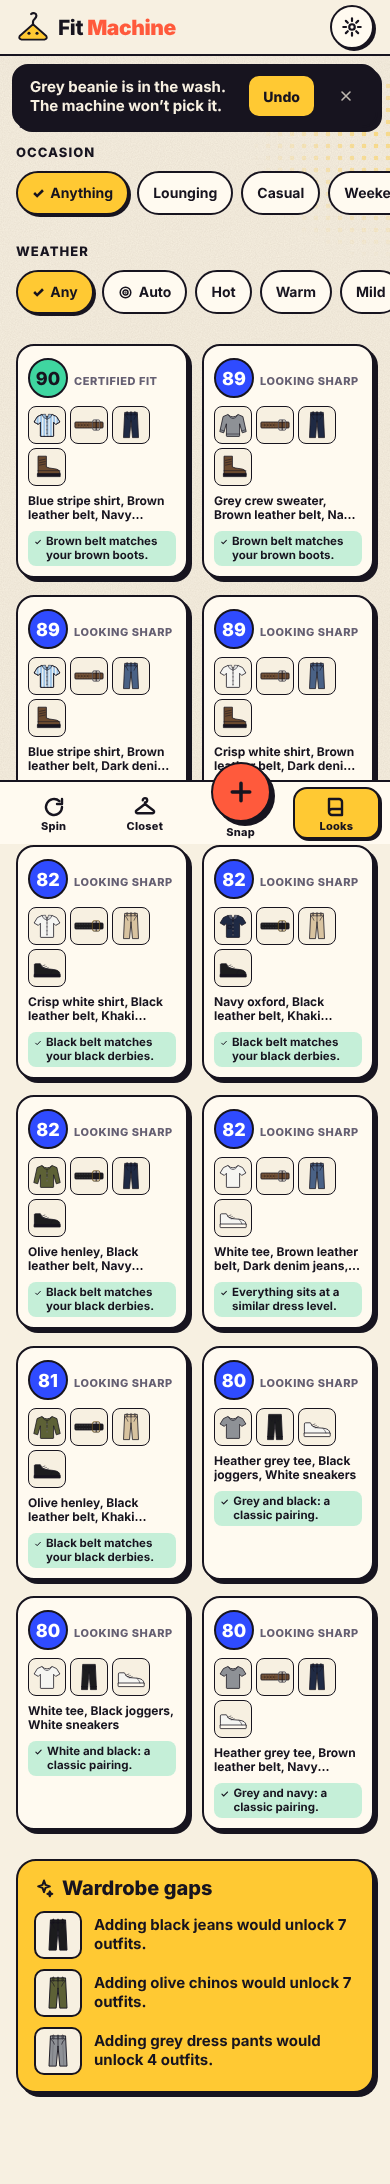 Fit Machine
Grey beanie is in the wash.
The machine won't pick it.
Undo
OCCASION
Anything
Lounging
Casual
Weeke
WEATHER
Any
Auto
Hot
Warm
Mild
90 CERTIFIED FIT
Blue stripe shirt, Brown
leather belt, Navy...
Brown belt matches
your brown boots.
89 LOOKING SHARP
Grey crew sweater,
Brown leather belt, Na...
Brown belt matches
your brown boots.
89 LOOKING SHARP
Blue stripe shirt, Brown
leather belt, Dark deni...
89 LOOKING SHARP
Crisp white shirt, Brown
leather belt, Dark deni...
Spin
Closet
Snap
Looks
82 LOOKING SHARP
Crisp white shirt, Black
leather belt, Khaki...
Black belt matches
your black derbies.
82 LOOKING SHARP
Navy oxford, Black
leather belt, Khaki...
Black belt matches
your black derbies.
82 LOOKING SHARP
Olive henley, Black
leather belt, Navy...
Black belt matches
your black derbies.
82 LOOKING SHARP
White tee, Brown leather
belt, Dark denim jeans,...
Everything sits at a
similar dress level.
81 LOOKING SHARP
Olive henley, Black
leather belt, Khaki...
Black belt matches
your black derbies.
80 LOOKING SHARP
Heather grey tee, Black
joggers, White sneakers
Grey and black: a
classic pairing.
80 LOOKING SHARP
White tee, Black joggers,
White sneakers
White and black: a
classic pairing.
80 LOOKING SHARP
Heather grey tee, Brown
leather belt, Navy...
Grey and navy: a
classic pairing.
Wardrobe gaps
Adding black jeans would unlock 7
outfits.
Adding olive chinos would unlock 7
outfits.
Adding grey dress pants would
unlock 4 outfits.